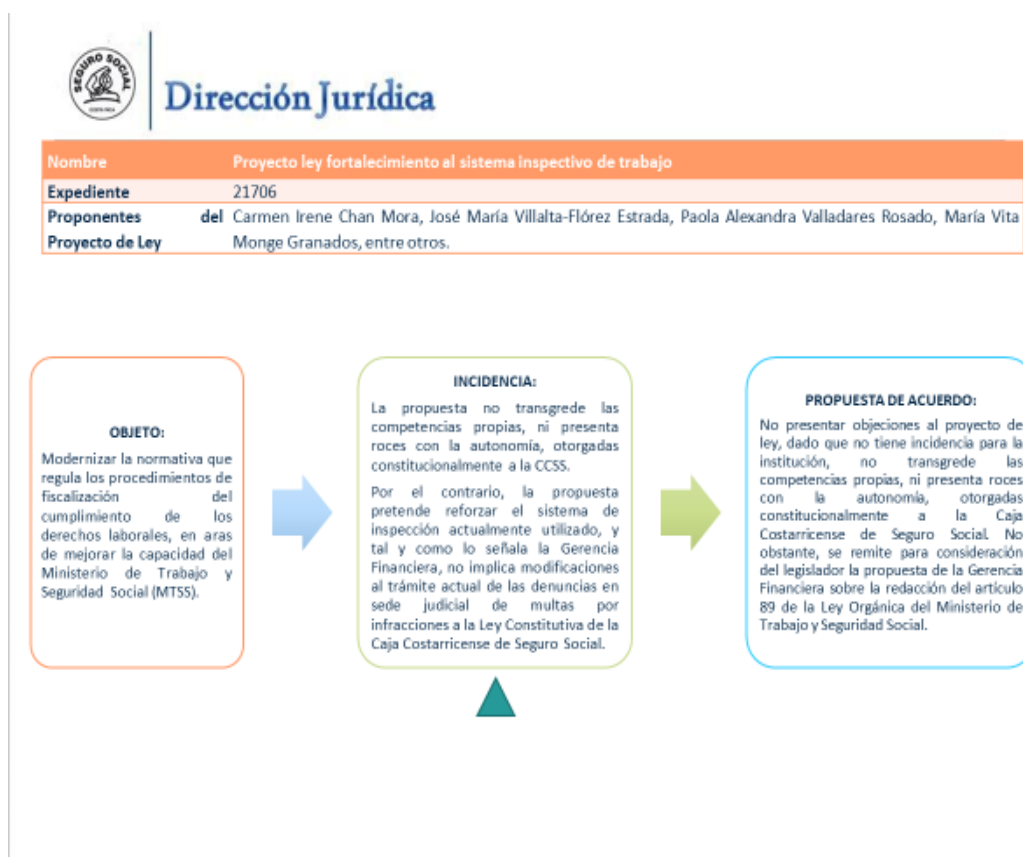 SEGURO SOCIAL
COSTA RICA
Dirección Jurídica
Nombre Proyecto ley fortalecimiento al sistema inspectivo de trabajo
Expediente 21706
Proponentes del Carmen Irene Chan Mora, José María Villalta-Flórez Estrada, Paola Alexandra Valladares Rosado, María Vita
Proyecto de Ley Monge Granados, entre otros.
OBJETO:
Modernizar la normativa que
regula los procedimientos de
fiscalización del
cumplimiento de los
derechos laborales, en aras
de mejorar la capacidad del
Ministerio de Trabajo y
Seguridad Social (MTSS).
INCIDENCIA:
La propuesta no transgrede las
competencias propias, ni presenta
roces con la autonomía, otorgadas
constitucionalmente a la CCSS.
Por el contrario, la propuesta
pretende reforzar el sistema de
inspección actualmente utilizado, y
tal y como lo señala la Gerencia
Financiera, no implica modificaciones
al trámite actual de las denuncias en
sede judicial de multas por
infracciones a la Ley Constitutiva de la
Caja Costarricense de Seguro Social.
PROPUESTA DE ACUERDO:
No presentar objeciones al proyecto de
ley, dado que no tiene incidencia para la
institución, no transgrede las
competencias propias, ni presenta roces
con la autonomía, otorgadas
constitucionalmente a la Caja
Costarricense de Seguro Social. No
obstante, se remite para consideración
del legislador la propuesta de la Gerencia
Financiera sobre la redacción del artículo
89 de la Ley Orgánica del Ministerio de
Trabajo y Seguridad Social.